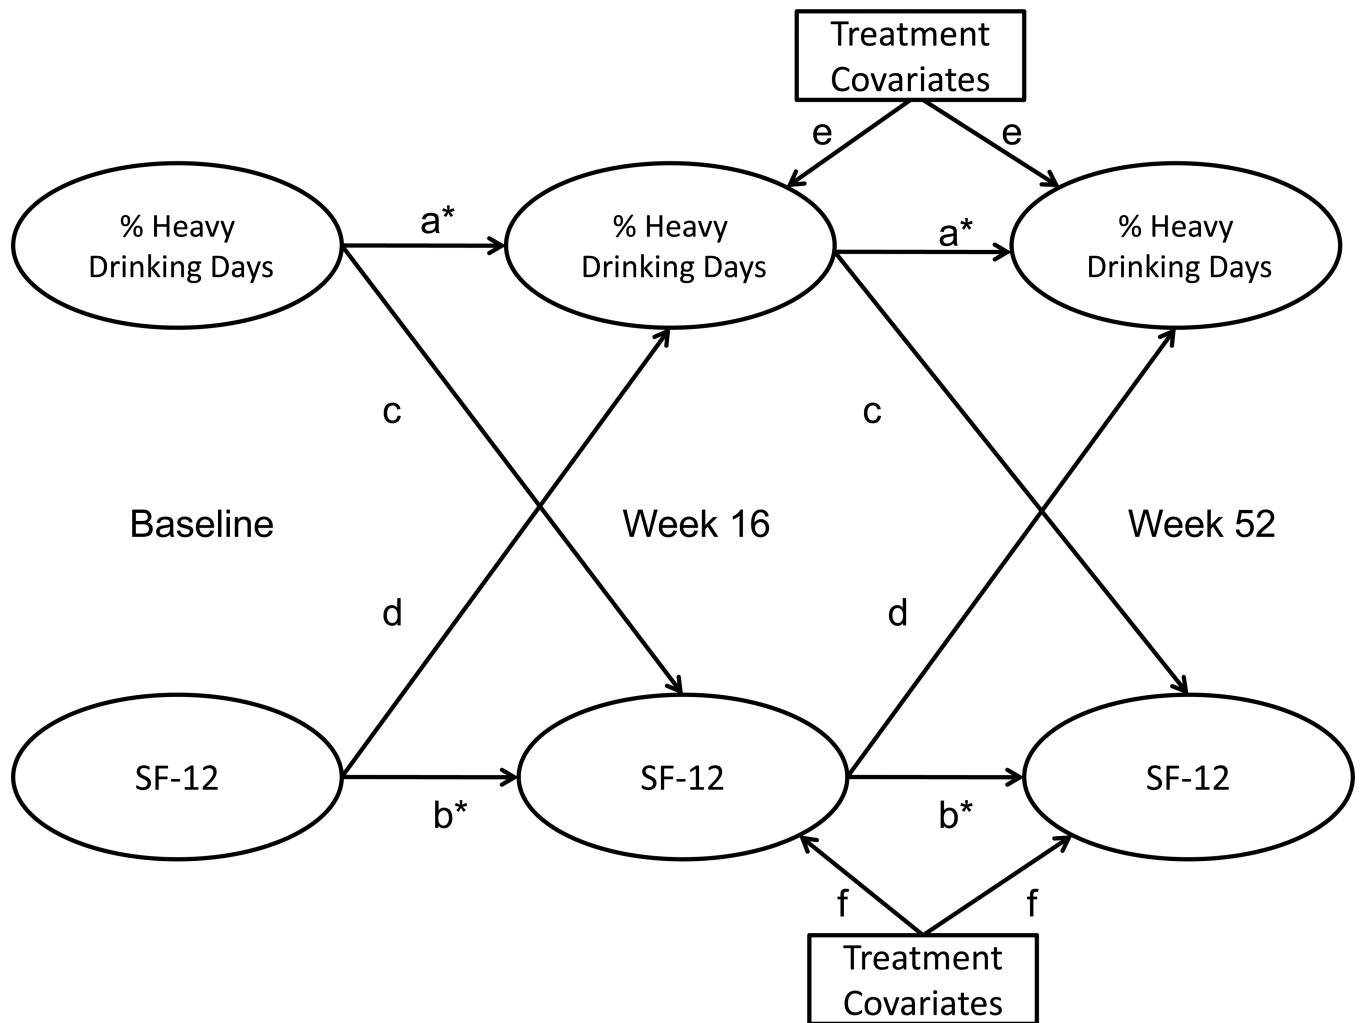 Treatment
Covariates
e
e
% Heavy
Drinking Days
a*
% Heavy
Drinking Days
a*
% Heavy
Drinking Days
c
c
Baseline
Week 16
Week 52
d
d
SF-12
b*
SF-12
b*
SF-12
f
f
Treatment
Covariates